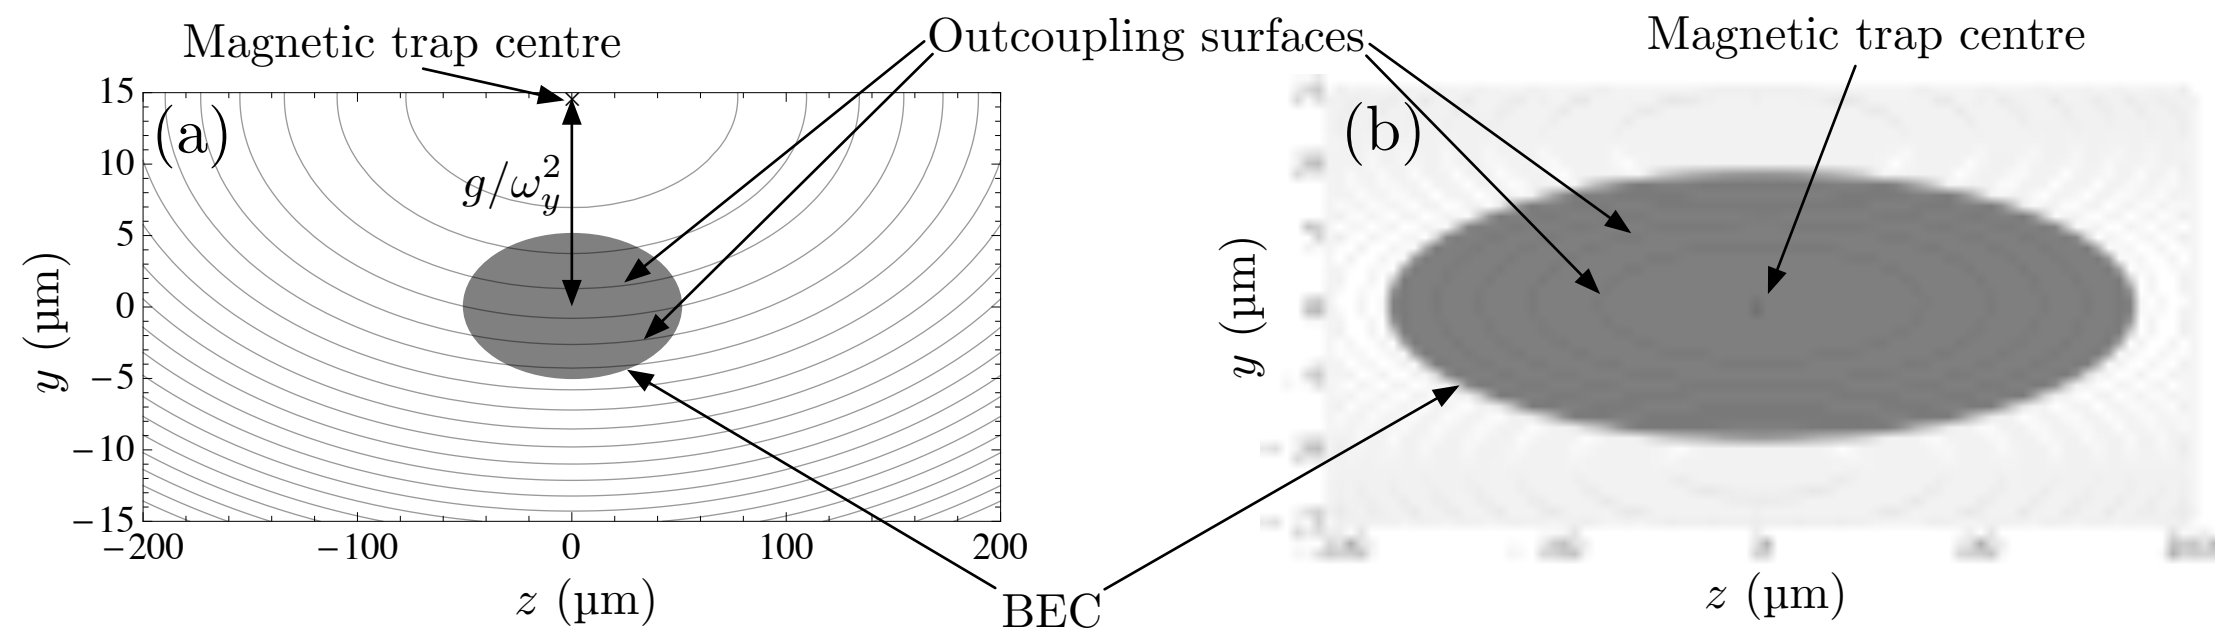 Magnetic trap centre
Outcoupling surfaces
Magnetic trap centre
(a)
(b)
15
10
5
0
−5
−10
−15
g/ω_y^2
y (µm)
y (µm)
−200 −100 0 100 200
z (µm)
z (µm)
BEC